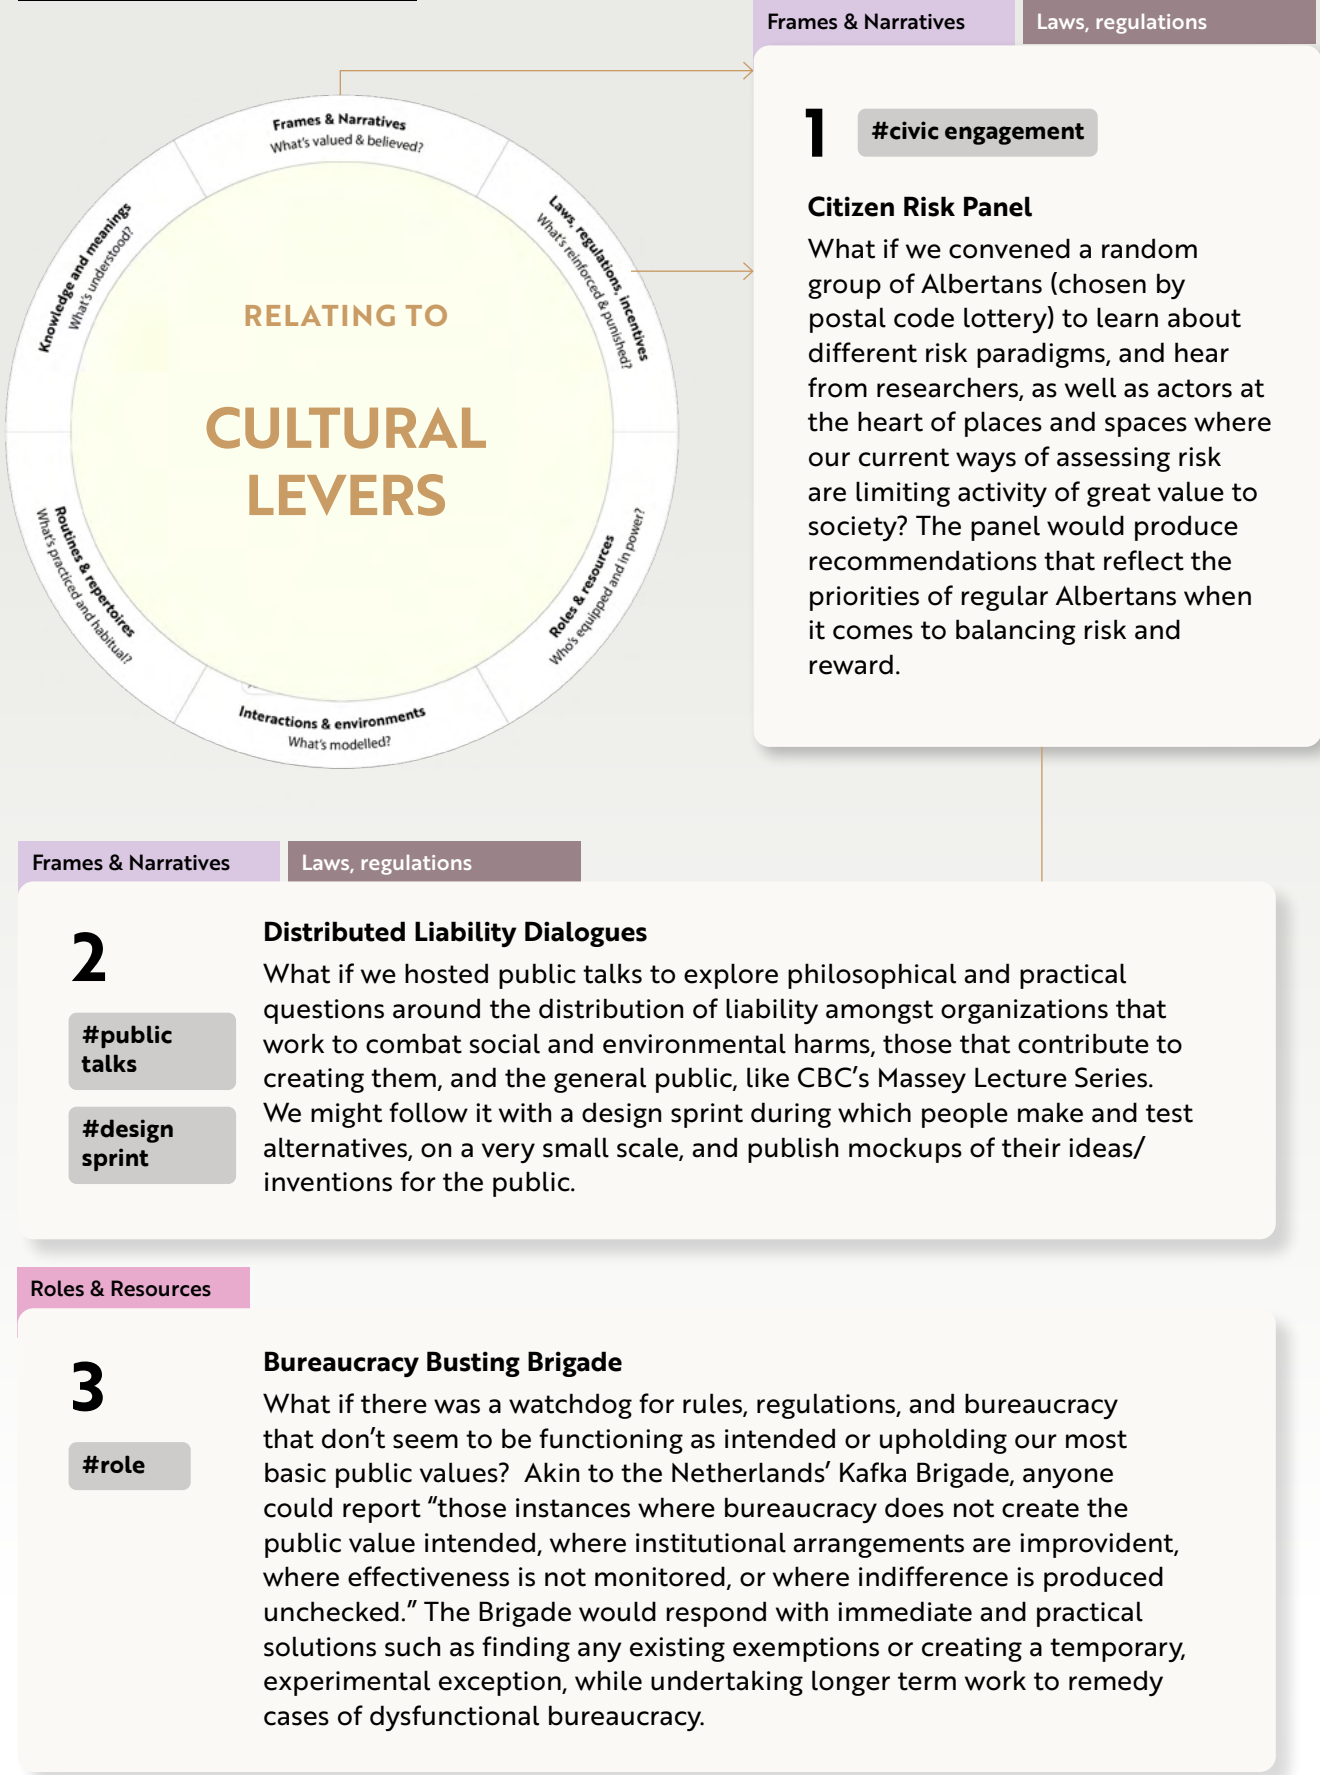 Frames & Narratives
Laws, regulations
Frames & Narratives
What's valued & believed?
Laws, regulations, incentives
What's reinforced & punished?
Roles & resources
Who's equipped and in power?
Interactions & environments
What's modelled?
Routines & repertoires
What's practiced and habitual?
Knowledge and meanings
What's understood?
RELATING TO
CULTURAL
LEVERS
1
#civic engagement
Citizen Risk Panel
What if we convened a random
group of Albertans (chosen by
postal code lottery) to learn about
different risk paradigms, and hear
from researchers, as well as actors at
the heart of places and spaces where
our current ways of assessing risk
are limiting activity of great value to
society? The panel would produce
recommendations that reflect the
priorities of regular Albertans when
it comes to balancing risk and
reward.
Frames & Narratives
Laws, regulations
2
#public
talks
#design
sprint
Distributed Liability Dialogues
What if we hosted public talks to explore philosophical and practical
questions around the distribution of liability amongst organizations that
work to combat social and environmental harms, those that contribute to
creating them, and the general public, like CBC's Massey Lecture Series.
We might follow it with a design sprint during which people make and test
alternatives, on a very small scale, and publish mockups of their ideas/
inventions for the public.
Roles & Resources
3
#role
Bureaucracy Busting Brigade
What if there was a watchdog for rules, regulations, and bureaucracy
that don't seem to be functioning as intended or upholding our most
basic public values?  Akin to the Netherlands' Kafka Brigade, anyone
could report “those instances where bureaucracy does not create the
public value intended, where institutional arrangements are improvident,
where effectiveness is not monitored, or where indifference is produced
unchecked.” The Brigade would respond with immediate and practical
solutions such as finding any existing exemptions or creating a temporary,
experimental exception, while undertaking longer term work to remedy
cases of dysfunctional bureaucracy.